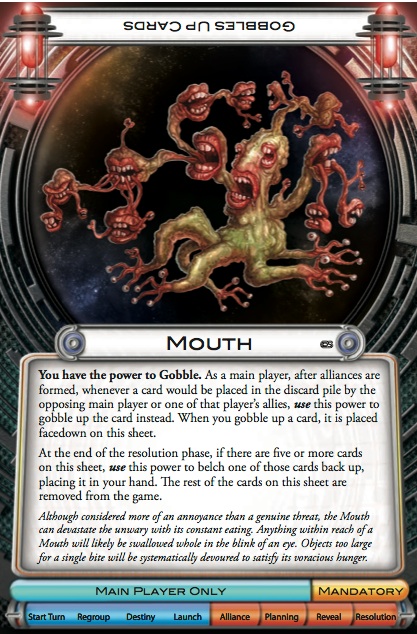 Gobbles Up Cards
Mouth
You have the power to Gobble. As a main player, after alliances are
formed, whenever a card would be placed in the discard pile by the
opposing main player or one of that player's allies, use this power to
gobble up the card instead. When you gobble up a card, it is placed
facedown on this sheet.
At the end of the resolution phase, if there are five or more cards
on this sheet, use this power to belch one of those cards back up,
placing it in your hand. The rest of the cards on this sheet are
removed from the game.
Although considered more of an annoyance than a genuine threat, the Mouth
can devastate the unwary with its constant eating. Anything within reach of a
Mouth will likely be swallowed whole in the blink of an eye. Objects too large
for a single bite will be systematically devoured to satisfy its voracious hunger.
Main Player Only Mandatory
Start Turn Regroup Destiny Launch Alliance Planning Reveal Resolution